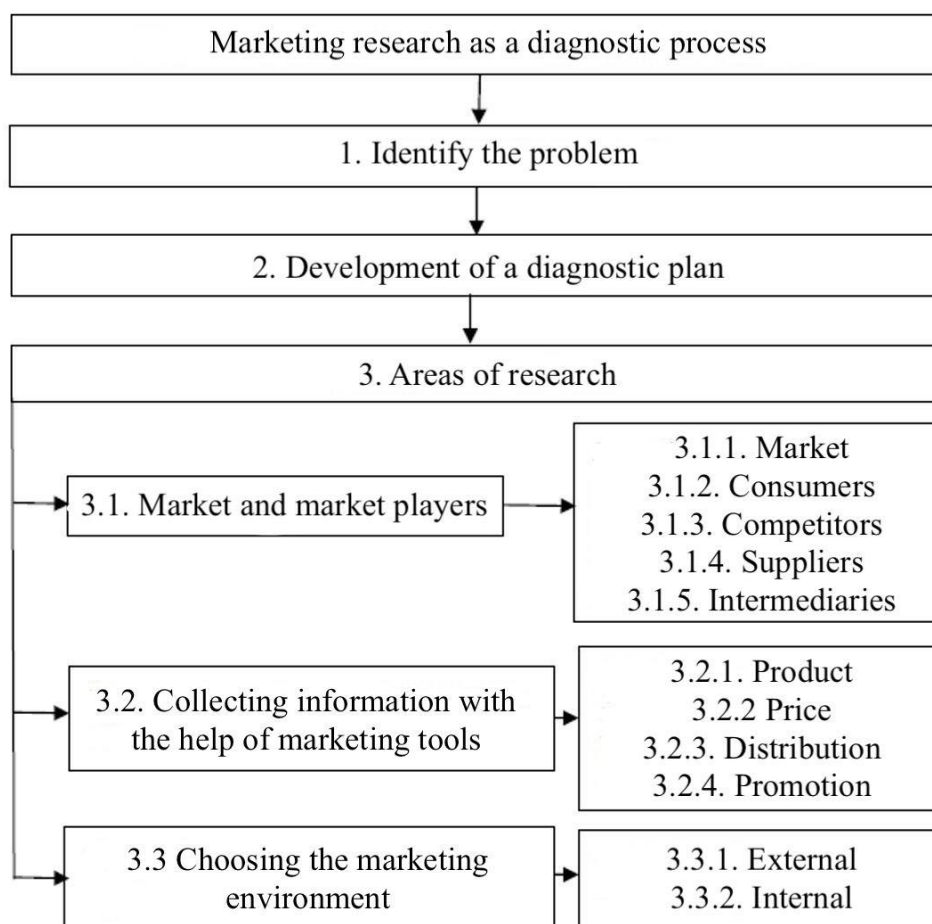 Marketing research as a diagnostic process
1. Identify the problem
2. Development of a diagnostic plan
3. Areas of research
3.1. Market and market players
3.1.1. Market
3.1.2. Consumers
3.1.3. Competitors
3.1.4. Suppliers
3.1.5. Intermediaries
3.2. Collecting information with
the help of marketing tools
3.2.1. Product
3.2.2 Price
3.2.3. Distribution
3.2.4. Promotion
3.3 Choosing the marketing
environment
3.3.1. External
3.3.2. Internal